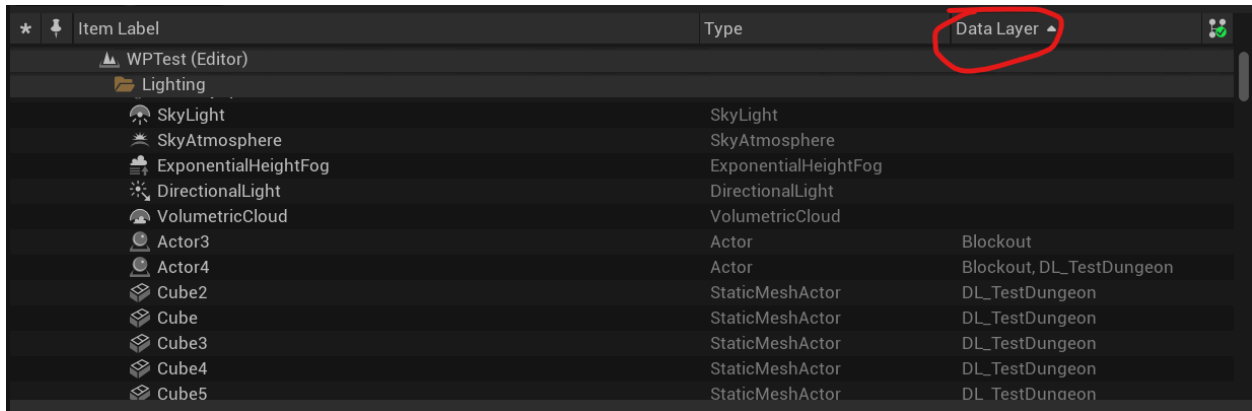 Item Label Type Data Layer
WPTest (Editor)
Lighting
SkyLight SkyLight
SkyAtmosphere SkyAtmosphere
ExponentialHeightFog ExponentialHeightFog
DirectionalLight DirectionalLight
VolumetricCloud VolumetricCloud
Actor3 Actor Blockout
Actor4 Actor Blockout, DL_TestDungeon
Cube2 StaticMeshActor DL_TestDungeon
Cube StaticMeshActor DL_TestDungeon
Cube3 StaticMeshActor DL_TestDungeon
Cube4 StaticMeshActor DL_TestDungeon
Cube5 StaticMeshActor DL_TestDungeon